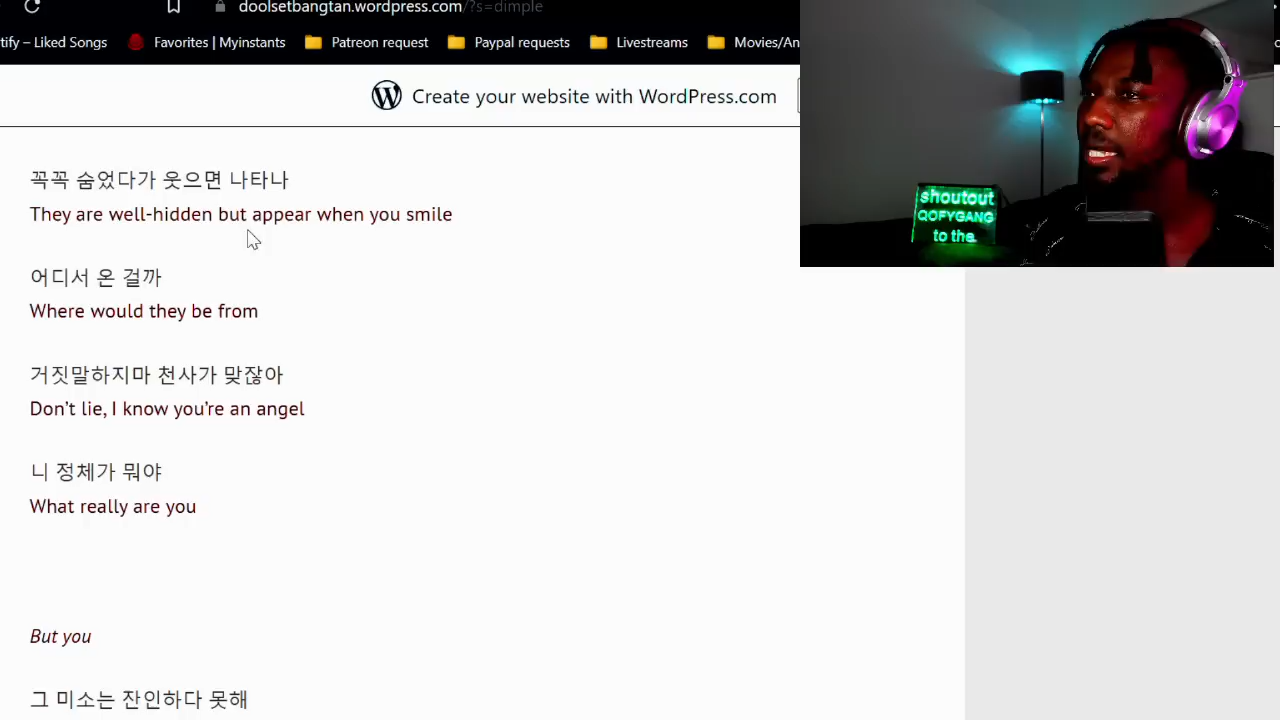 doolsetbangtan.wordpress.com/?s=dimple
tify – Liked Songs
Favorites | Myinstants
Patreon request
Paypal requests
Livestreams
Movies/An
Create your website with WordPress.com
shoutout
QOFYGANG
to the
꼭꼭 숨었다가 웃으면 나타나
They are well-hidden but appear when you smile
어디서 온 걸까
Where would they be from
거짓말하지마 천사가 맞잖아
Don’t lie, I know you’re an angel
니 정체가 뭐야
What really are you
But you
그 미소는 잔인하다 못해